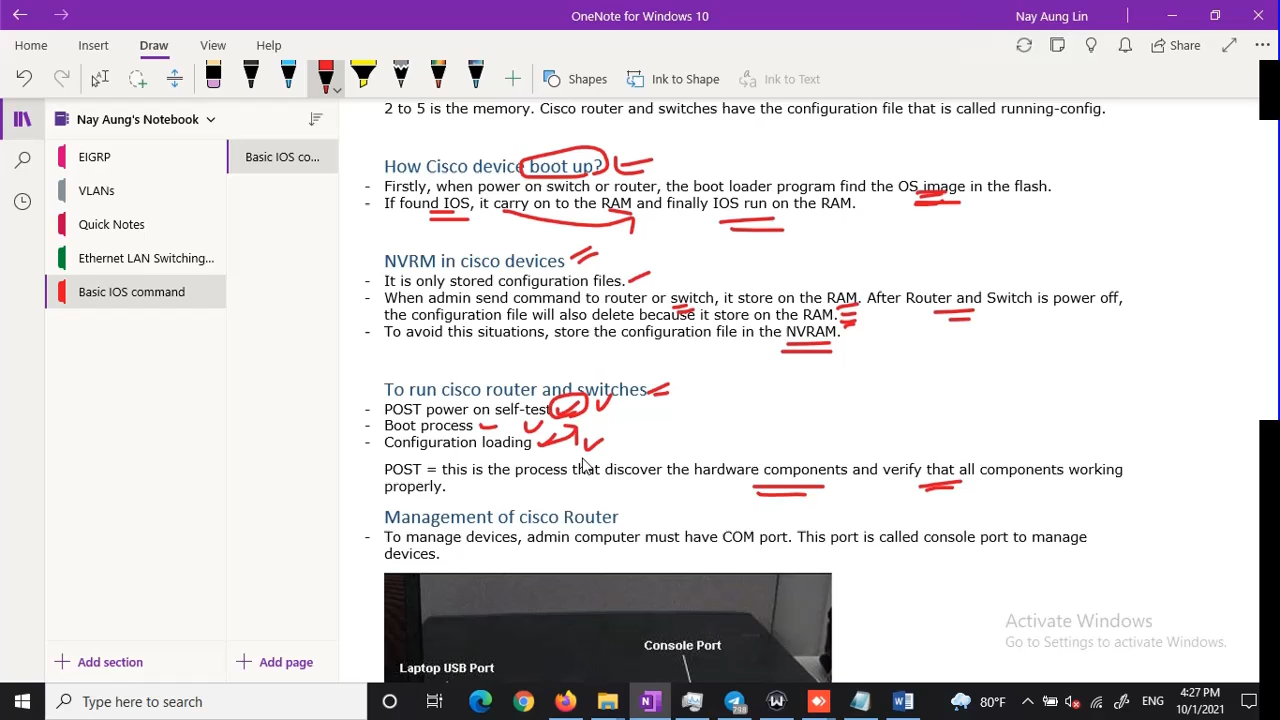 OneNote for Windows 10
Nay Aung Lin
Home Insert Draw View Help
Share
Shapes Ink to Shape Ink to Text
Nay Aung's Notebook
EIGRP
VLANs
Quick Notes
Ethernet LAN Switching...
Basic IOS command
Basic IOS co...
2 to 5 is the memory. Cisco router and switches have the configuration file that is called running-config.
How Cisco device boot up?
- Firstly, when power on switch or router, the boot loader program find the OS image in the flash.
- If found IOS, it carry on to the RAM and finally IOS run on the RAM.
NVRM in cisco devices
- It is only stored configuration files.
- When admin send command to router or switch, it store on the RAM. After Router and Switch is power off,
the configuration file will also delete because it store on the RAM.
- To avoid this situations, store the configuration file in the NVRAM.
To run cisco router and switches
- POST power on self-test
- Boot process
- Configuration loading
POST = this is the process that discover the hardware components and verify that all components working
properly.
Management of cisco Router
- To manage devices, admin computer must have COM port. This port is called console port to manage
devices.
Console Port
Laptop USB Port
Activate Windows
Go to Settings to activate Windows.
Add section
Add page
Type here to search
798
80°F
ENG
4:27 PM
10/1/2021